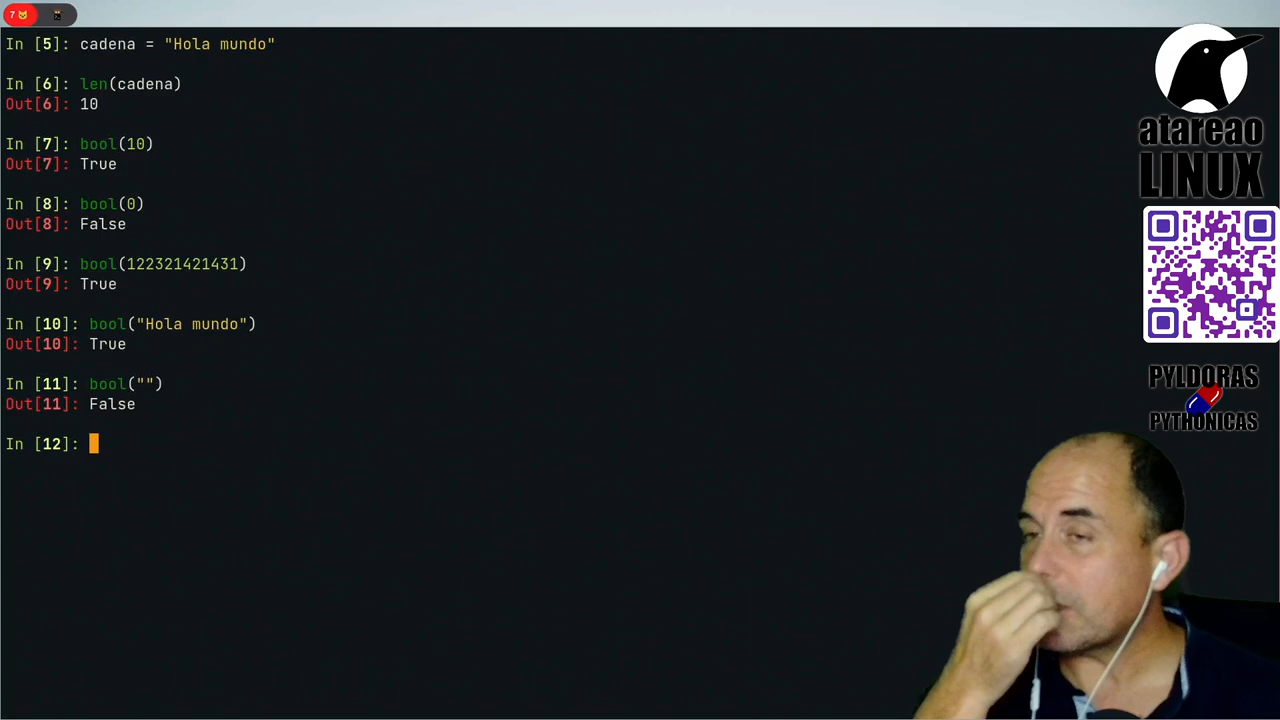 7
In [5]: cadena = "Hola mundo"
In [6]: len(cadena)
Out[6]: 10
In [7]: bool(10)
Out[7]: True
In [8]: bool(0)
Out[8]: False
In [9]: bool(122321421431)
Out[9]: True
In [10]: bool("Hola mundo")
Out[10]: True
In [11]: bool("")
Out[11]: False
In [12]:
atareao
LINUX
PYLDORAS
PYTHONICAS